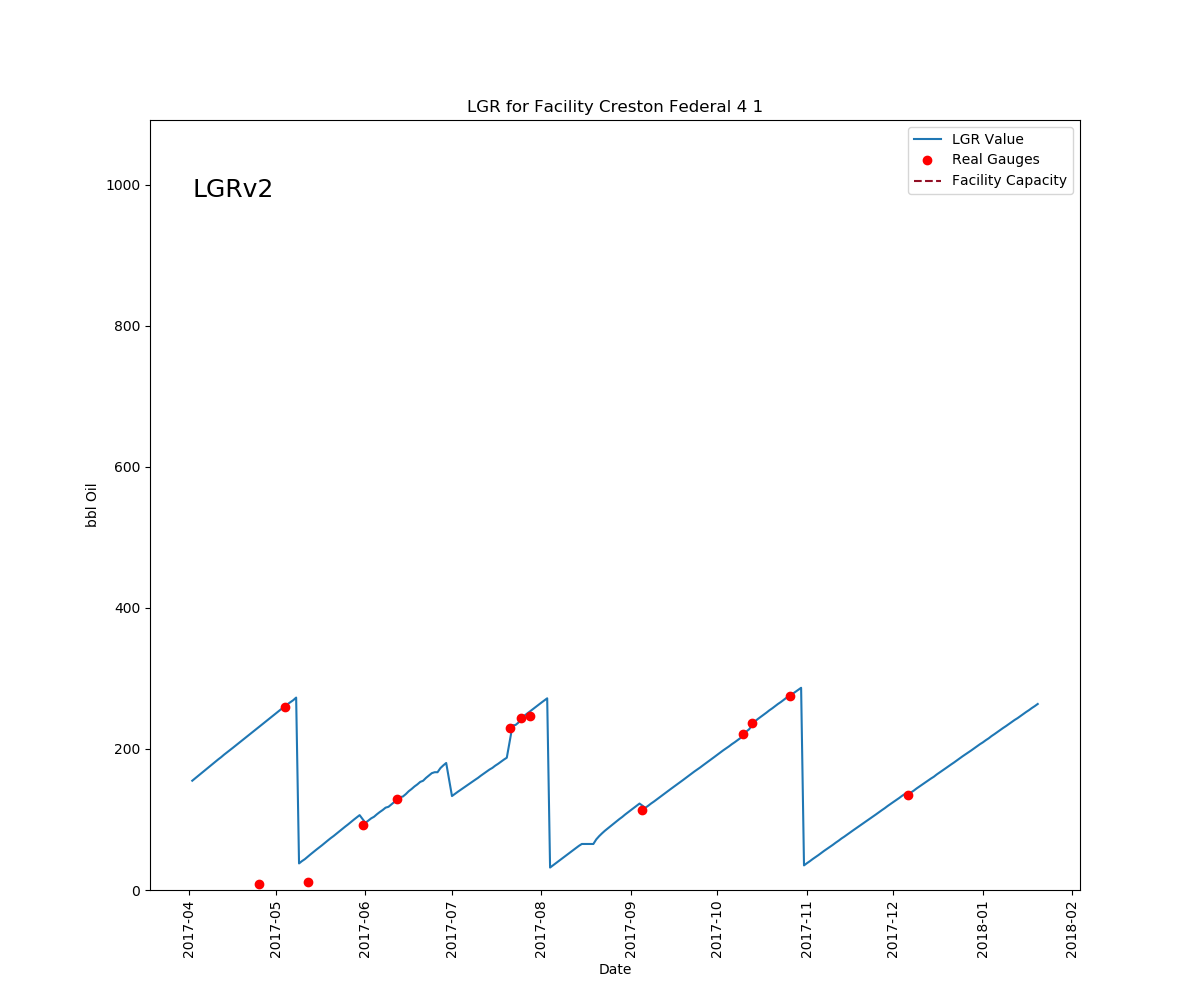 LGR for Facility Creston Federal 4 1
LGRv2
LGR Value
Real Gauges
Facility Capacity
1000
800
600
400
200
0
bbl Oil
2017-04
2017-05
2017-06
2017-07
2017-08
2017-09
2017-10
2017-11
2017-12
2018-01
2018-02
Date